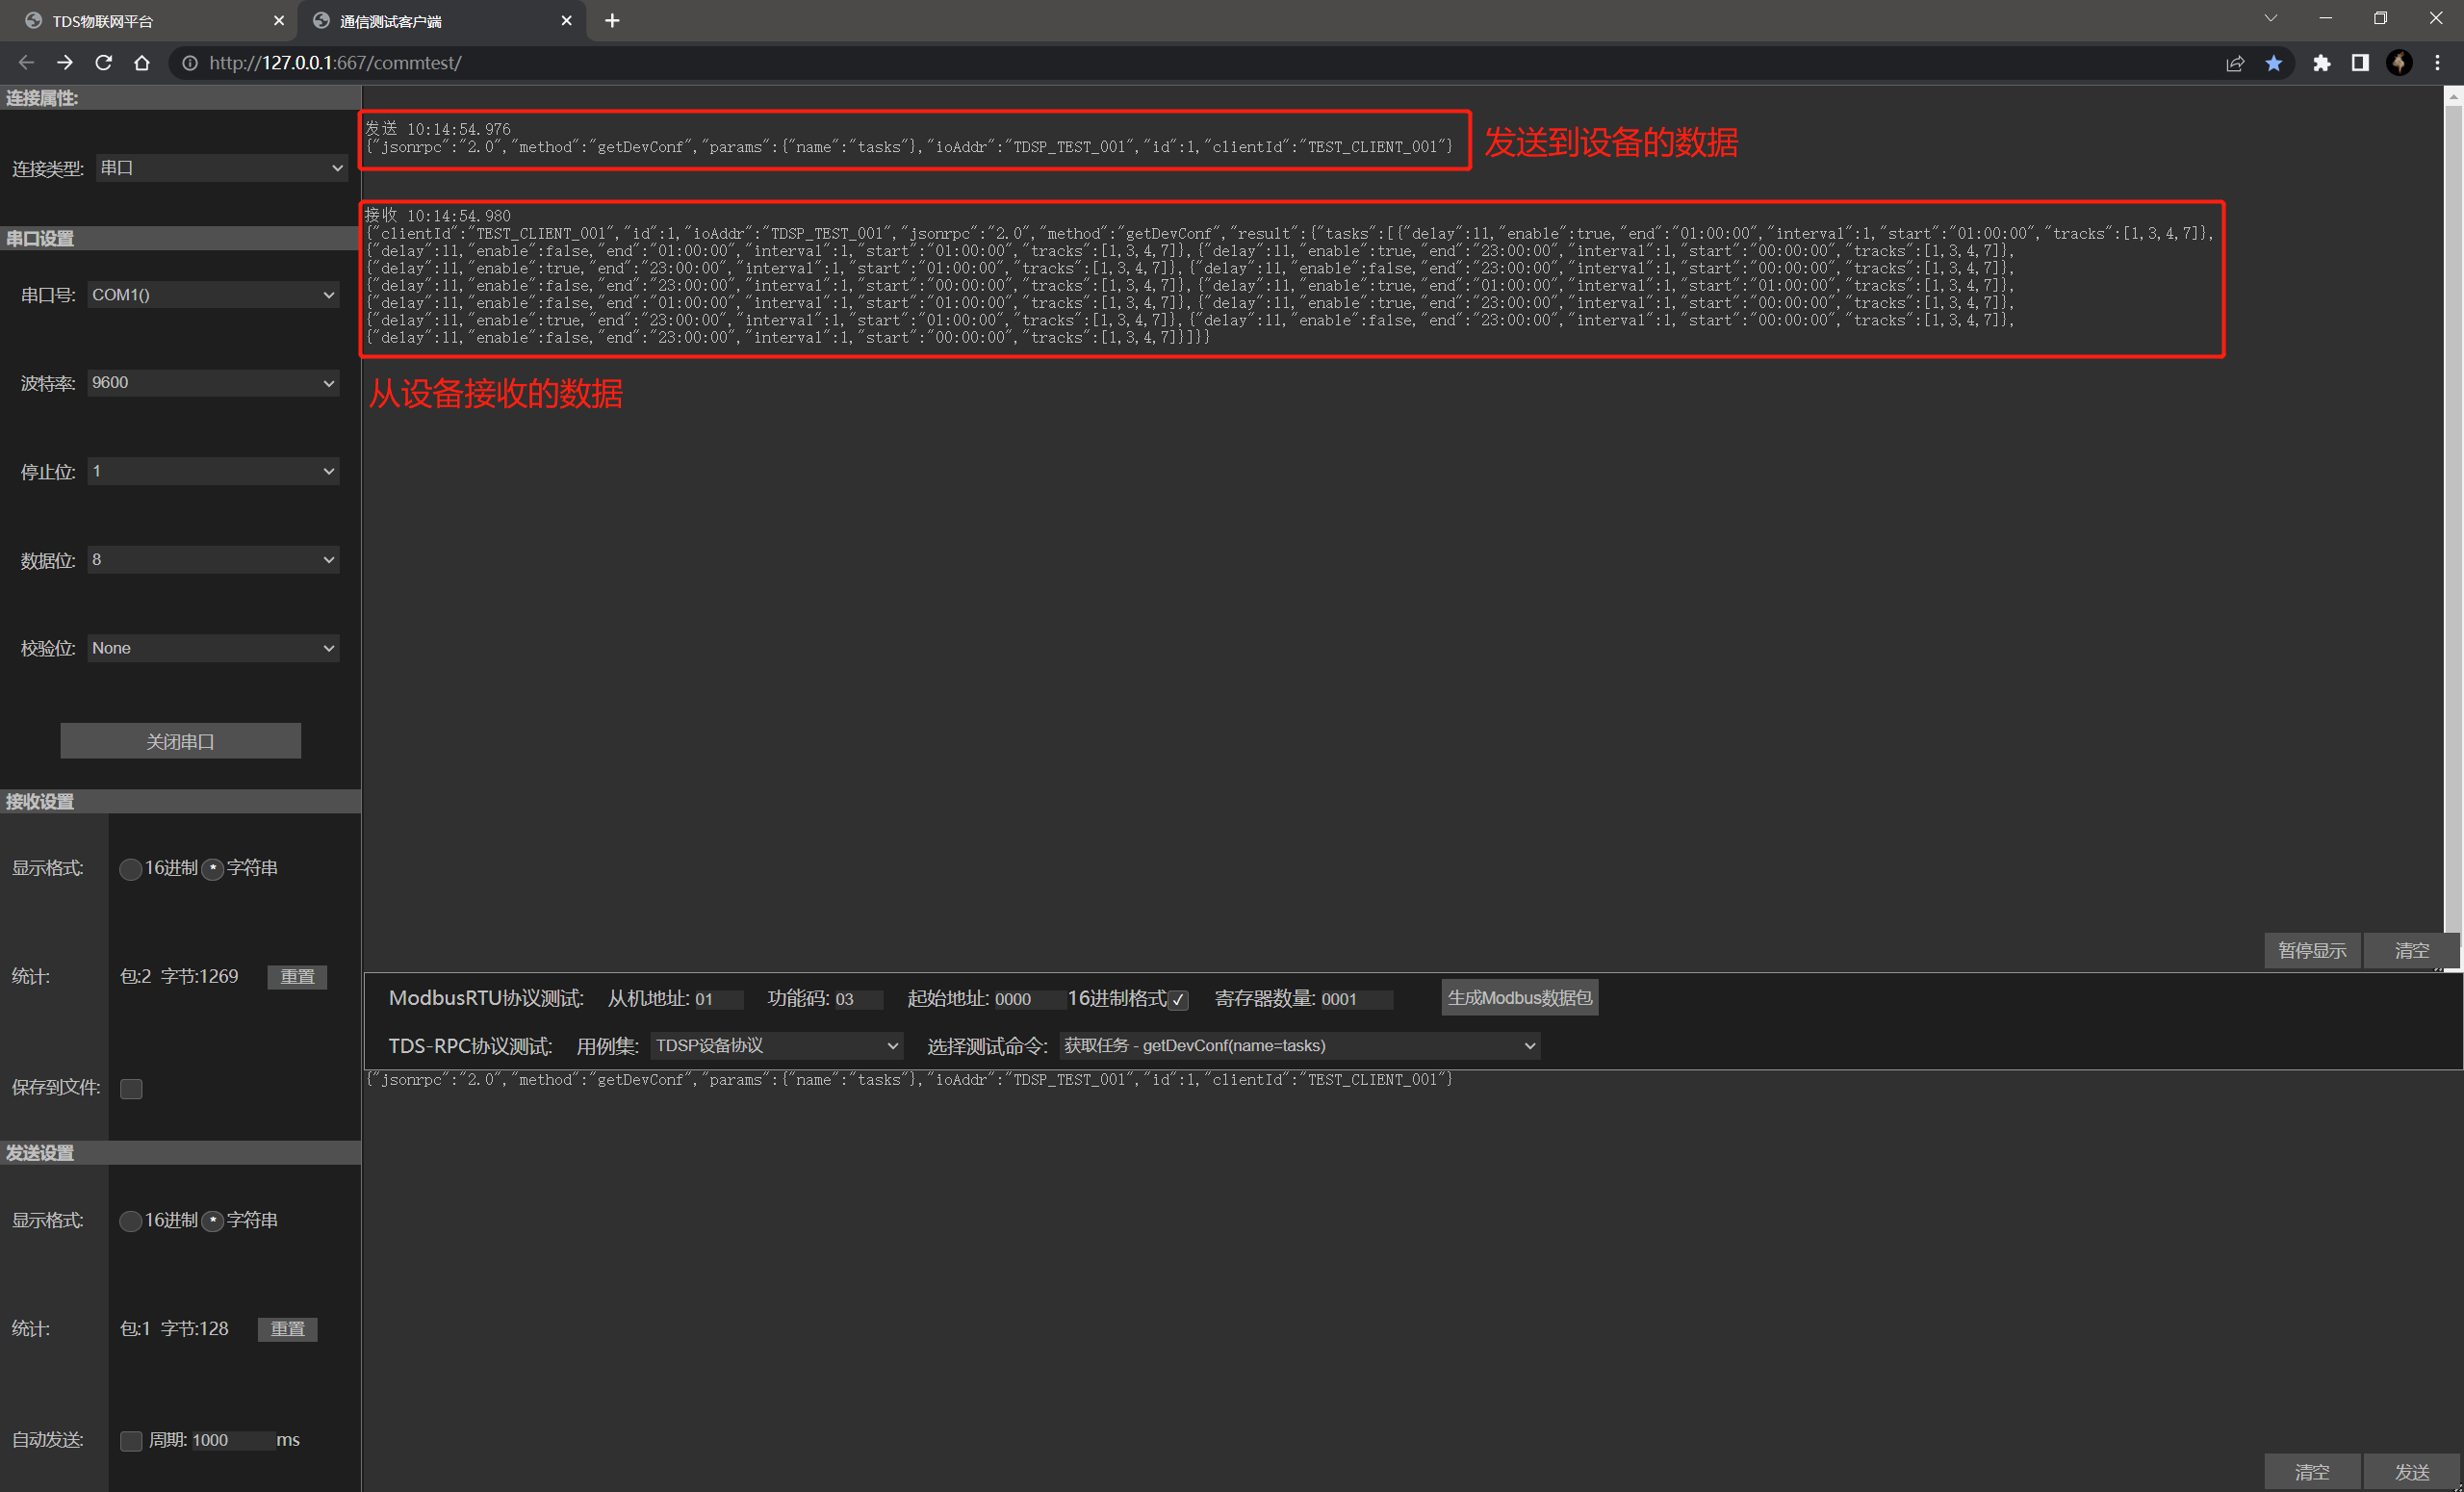 TDS物联网平台
通信测试客户端
http://127.0.0.1:667/commtest/
连接属性:
连接类型: 串口
串口设置
串口号: COM1()
波特率: 9600
停止位: 1
数据位: 8
校验位: None
关闭串口
接收设置
显示格式: 16进制 字符串
统计: 包:2 字节:1269 重置
保存到文件:
发送设置
显示格式: 16进制 字符串
统计: 包:1 字节:128 重置
自动发送: 周期: 1000 ms
发送 10:14:54.976
{"jsonrpc":"2.0","method":"getDevConf","params":{"name":"tasks"},"ioAddr":"TDSP_TEST_001","id":1,"clientId":"TEST_CLIENT_001"}
发送到设备的数据
接收 10:14:54.980
{"clientId":"TEST_CLIENT_001","id":1,"ioAddr":"TDSP_TEST_001","jsonrpc":"2.0","method":"getDevConf","result":{"tasks":[{"delay":11,"enable":true,"end":"01:00:00","interval":1,"start":"01:00:00","tracks":[1,3,4,7]},
{"delay":11,"enable":false,"end":"01:00:00","interval":1,"start":"01:00:00","tracks":[1,3,4,7]},{"delay":11,"enable":true,"end":"23:00:00","interval":1,"start":"00:00:00","tracks":[1,3,4,7]},
{"delay":11,"enable":true,"end":"23:00:00","interval":1,"start":"01:00:00","tracks":[1,3,4,7]},{"delay":11,"enable":false,"end":"23:00:00","interval":1,"start":"00:00:00","tracks":[1,3,4,7]},
{"delay":11,"enable":false,"end":"23:00:00","interval":1,"start":"00:00:00","tracks":[1,3,4,7]},{"delay":11,"enable":true,"end":"01:00:00","interval":1,"start":"01:00:00","tracks":[1,3,4,7]},
{"delay":11,"enable":false,"end":"01:00:00","interval":1,"start":"01:00:00","tracks":[1,3,4,7]},{"delay":11,"enable":true,"end":"23:00:00","interval":1,"start":"00:00:00","tracks":[1,3,4,7]},
{"delay":11,"enable":true,"end":"23:00:00","interval":1,"start":"01:00:00","tracks":[1,3,4,7]},{"delay":11,"enable":false,"end":"23:00:00","interval":1,"start":"00:00:00","tracks":[1,3,4,7]},
{"delay":11,"enable":false,"end":"23:00:00","interval":1,"start":"00:00:00","tracks":[1,3,4,7]}]}}
从设备接收的数据
暂停显示 清空
ModbusRTU协议测试: 从机地址: 01 功能码: 03 起始地址: 0000 16进制格式 寄存器数量: 0001 生成Modbus数据包
TDS-RPC协议测试: 用例集: TDSP设备协议 选择测试命令: 获取任务 - getDevConf(name=tasks)
{"jsonrpc":"2.0","method":"getDevConf","params":{"name":"tasks"},"ioAddr":"TDSP_TEST_001","id":1,"clientId":"TEST_CLIENT_001"}
清空 发送